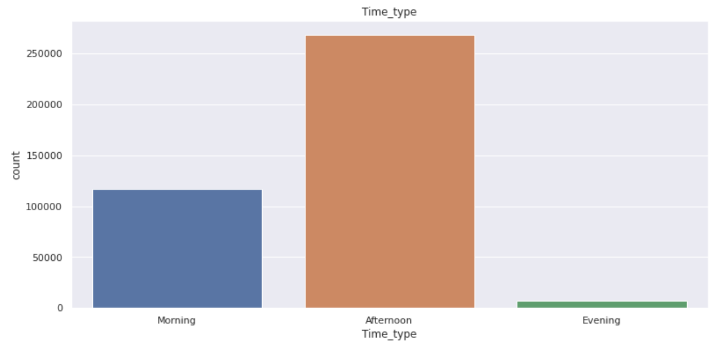 Time_type
250000
200000
150000
100000
50000
0
count
Morning Afternoon Evening
Time_type